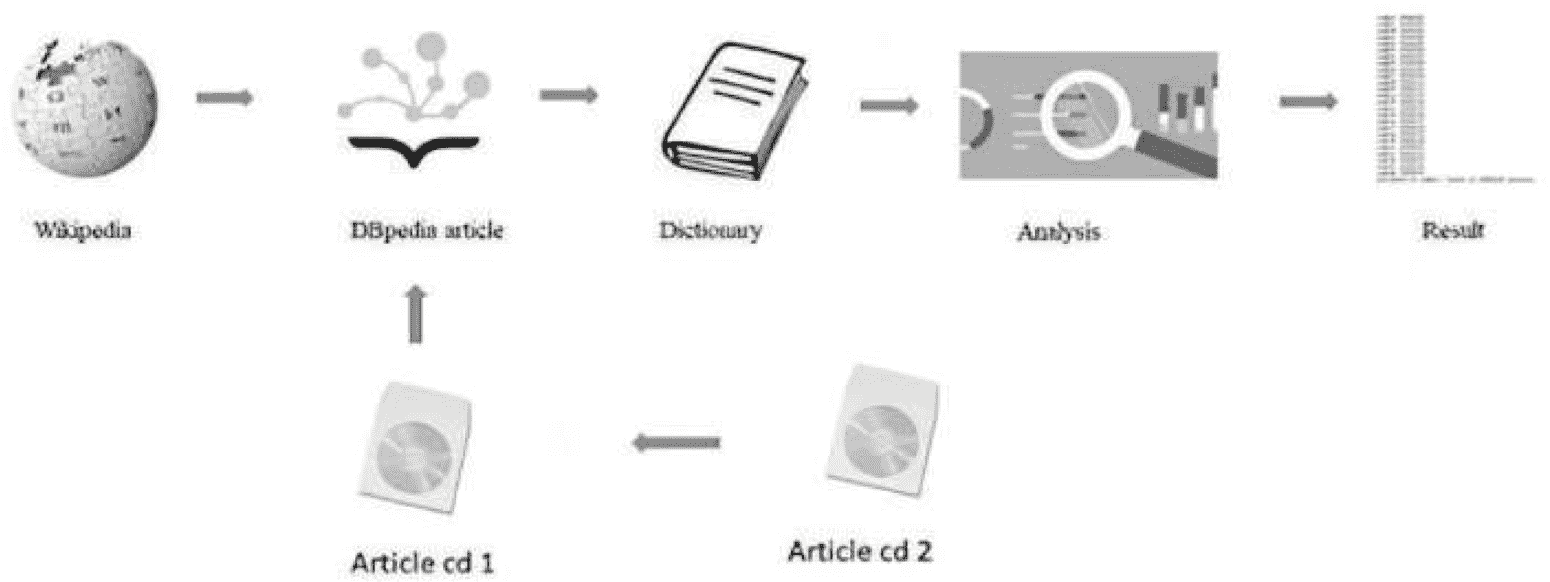 Wikipedia
DBpedia article
Dictionary
Analysis
Result
Article cd 1
Article cd 2